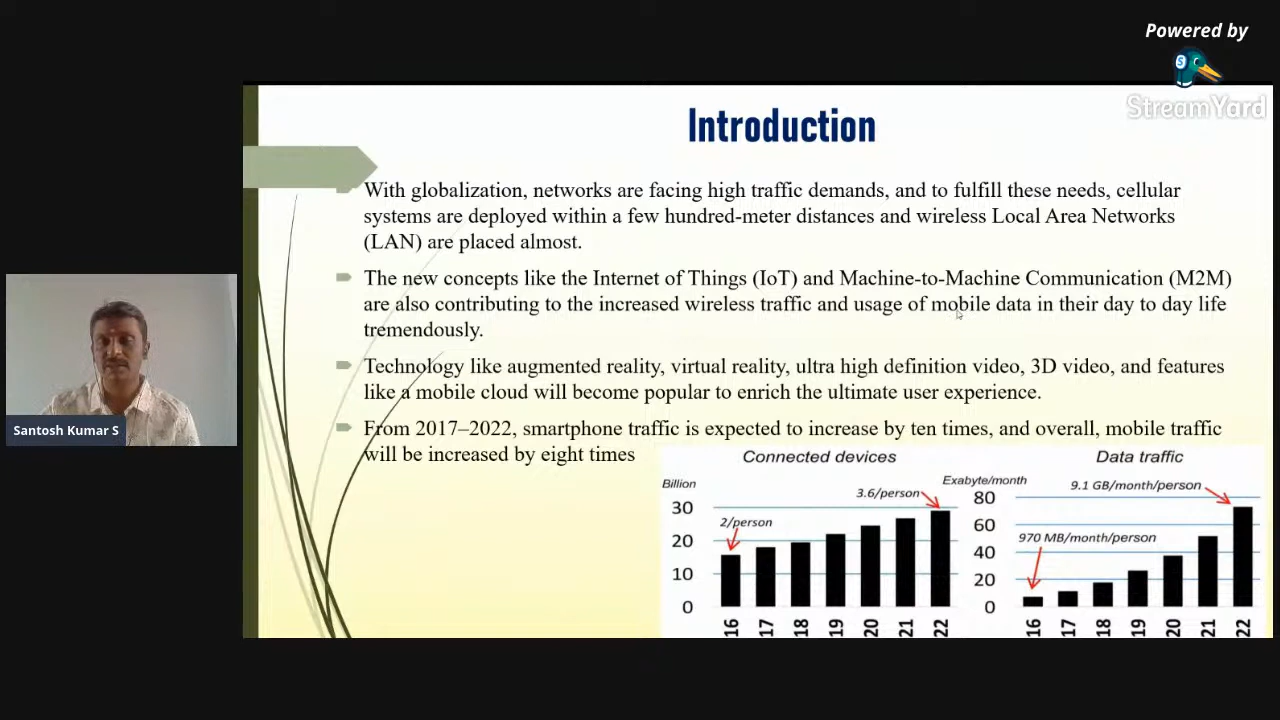 Powered by
StreamYard
Introduction
With globalization, networks are facing high traffic demands, and to fulfill these needs, cellular
systems are deployed within a few hundred-meter distances and wireless Local Area Networks
(LAN) are placed almost.
The new concepts like the Internet of Things (IoT) and Machine-to-Machine Communication (M2M)
are also contributing to the increased wireless traffic and usage of mobile data in their day to day life
tremendously.
Technology like augmented reality, virtual reality, ultra high definition video, 3D video, and features
like a mobile cloud will become popular to enrich the ultimate user experience.
From 2017–2022, smartphone traffic is expected to increase by ten times, and overall, mobile traffic
will be increased by eight times
Connected devices
Billion
3.6/person
30
2/person
20
10
0
16 17 18 19 20 21 22
Data traffic
Exabyte/month
9.1 GB/month/person
80
60
970 MB/month/person
40
20
0
16 17 18 19 20 21 22
Santosh Kumar S